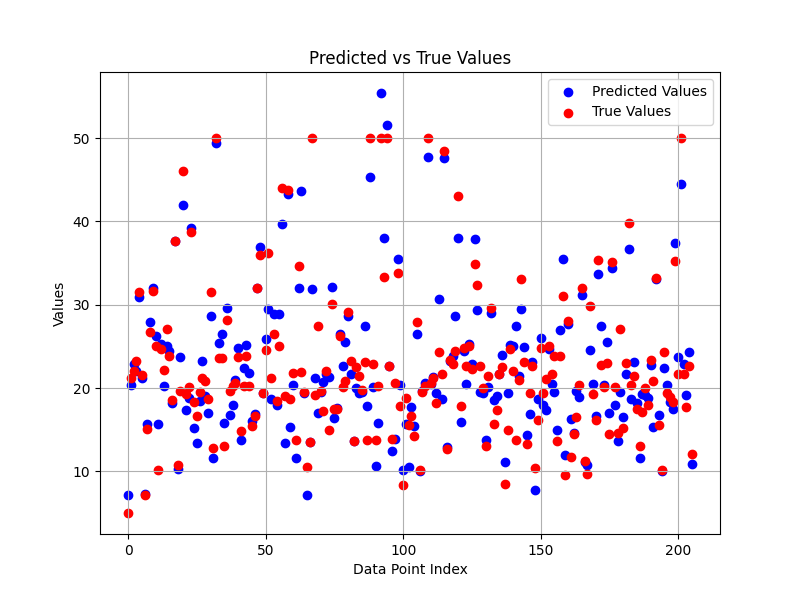 Predicted vs True Values
Predicted Values
True Values
50
40
30
20
10
Values
0
50
100
150
200
Data Point Index